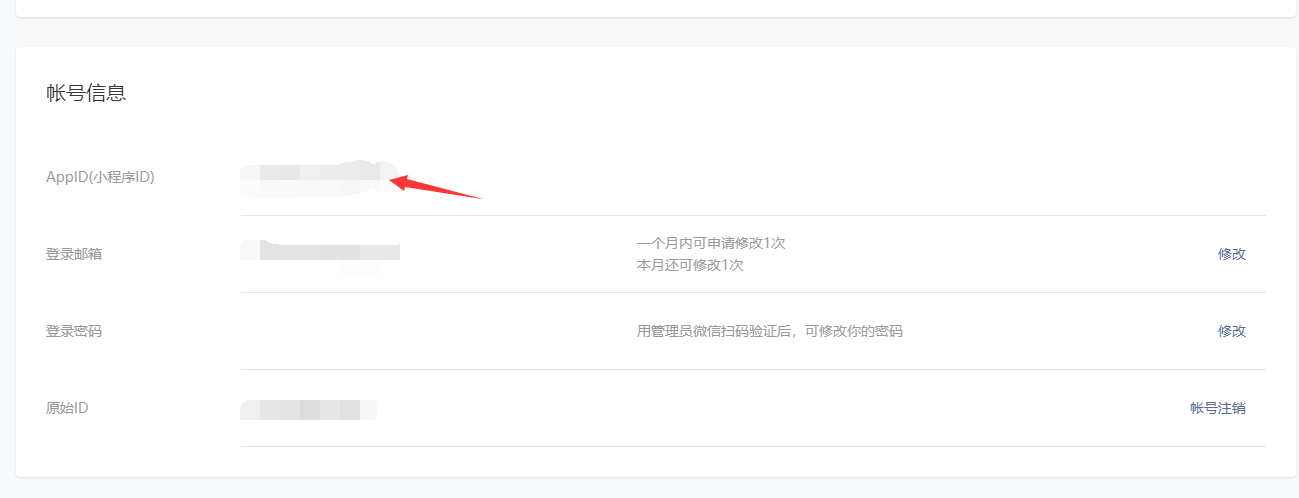 帐号信息
AppID(小程序ID)
登录邮箱
一个月内可申请修改1次
本月还可修改1次
修改
登录密码
用管理员微信扫码验证后，可修改你的密码
修改
原始ID
帐号注销